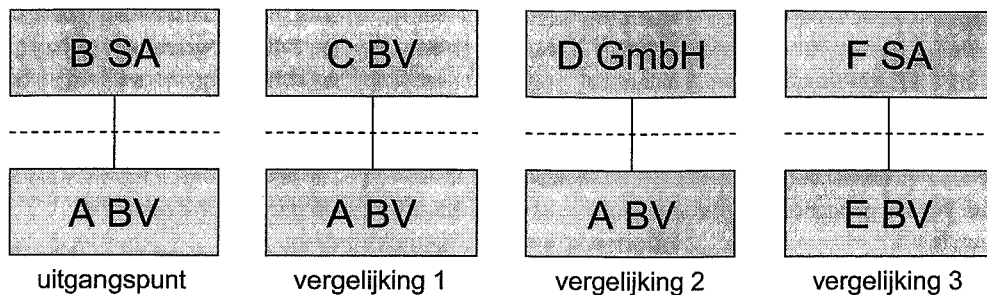 B SA
C BV
D GmbH
F SA
A BV
A BV
A BV
E BV
uitgangspunt
vergelijking 1
vergelijking 2
vergelijking 3